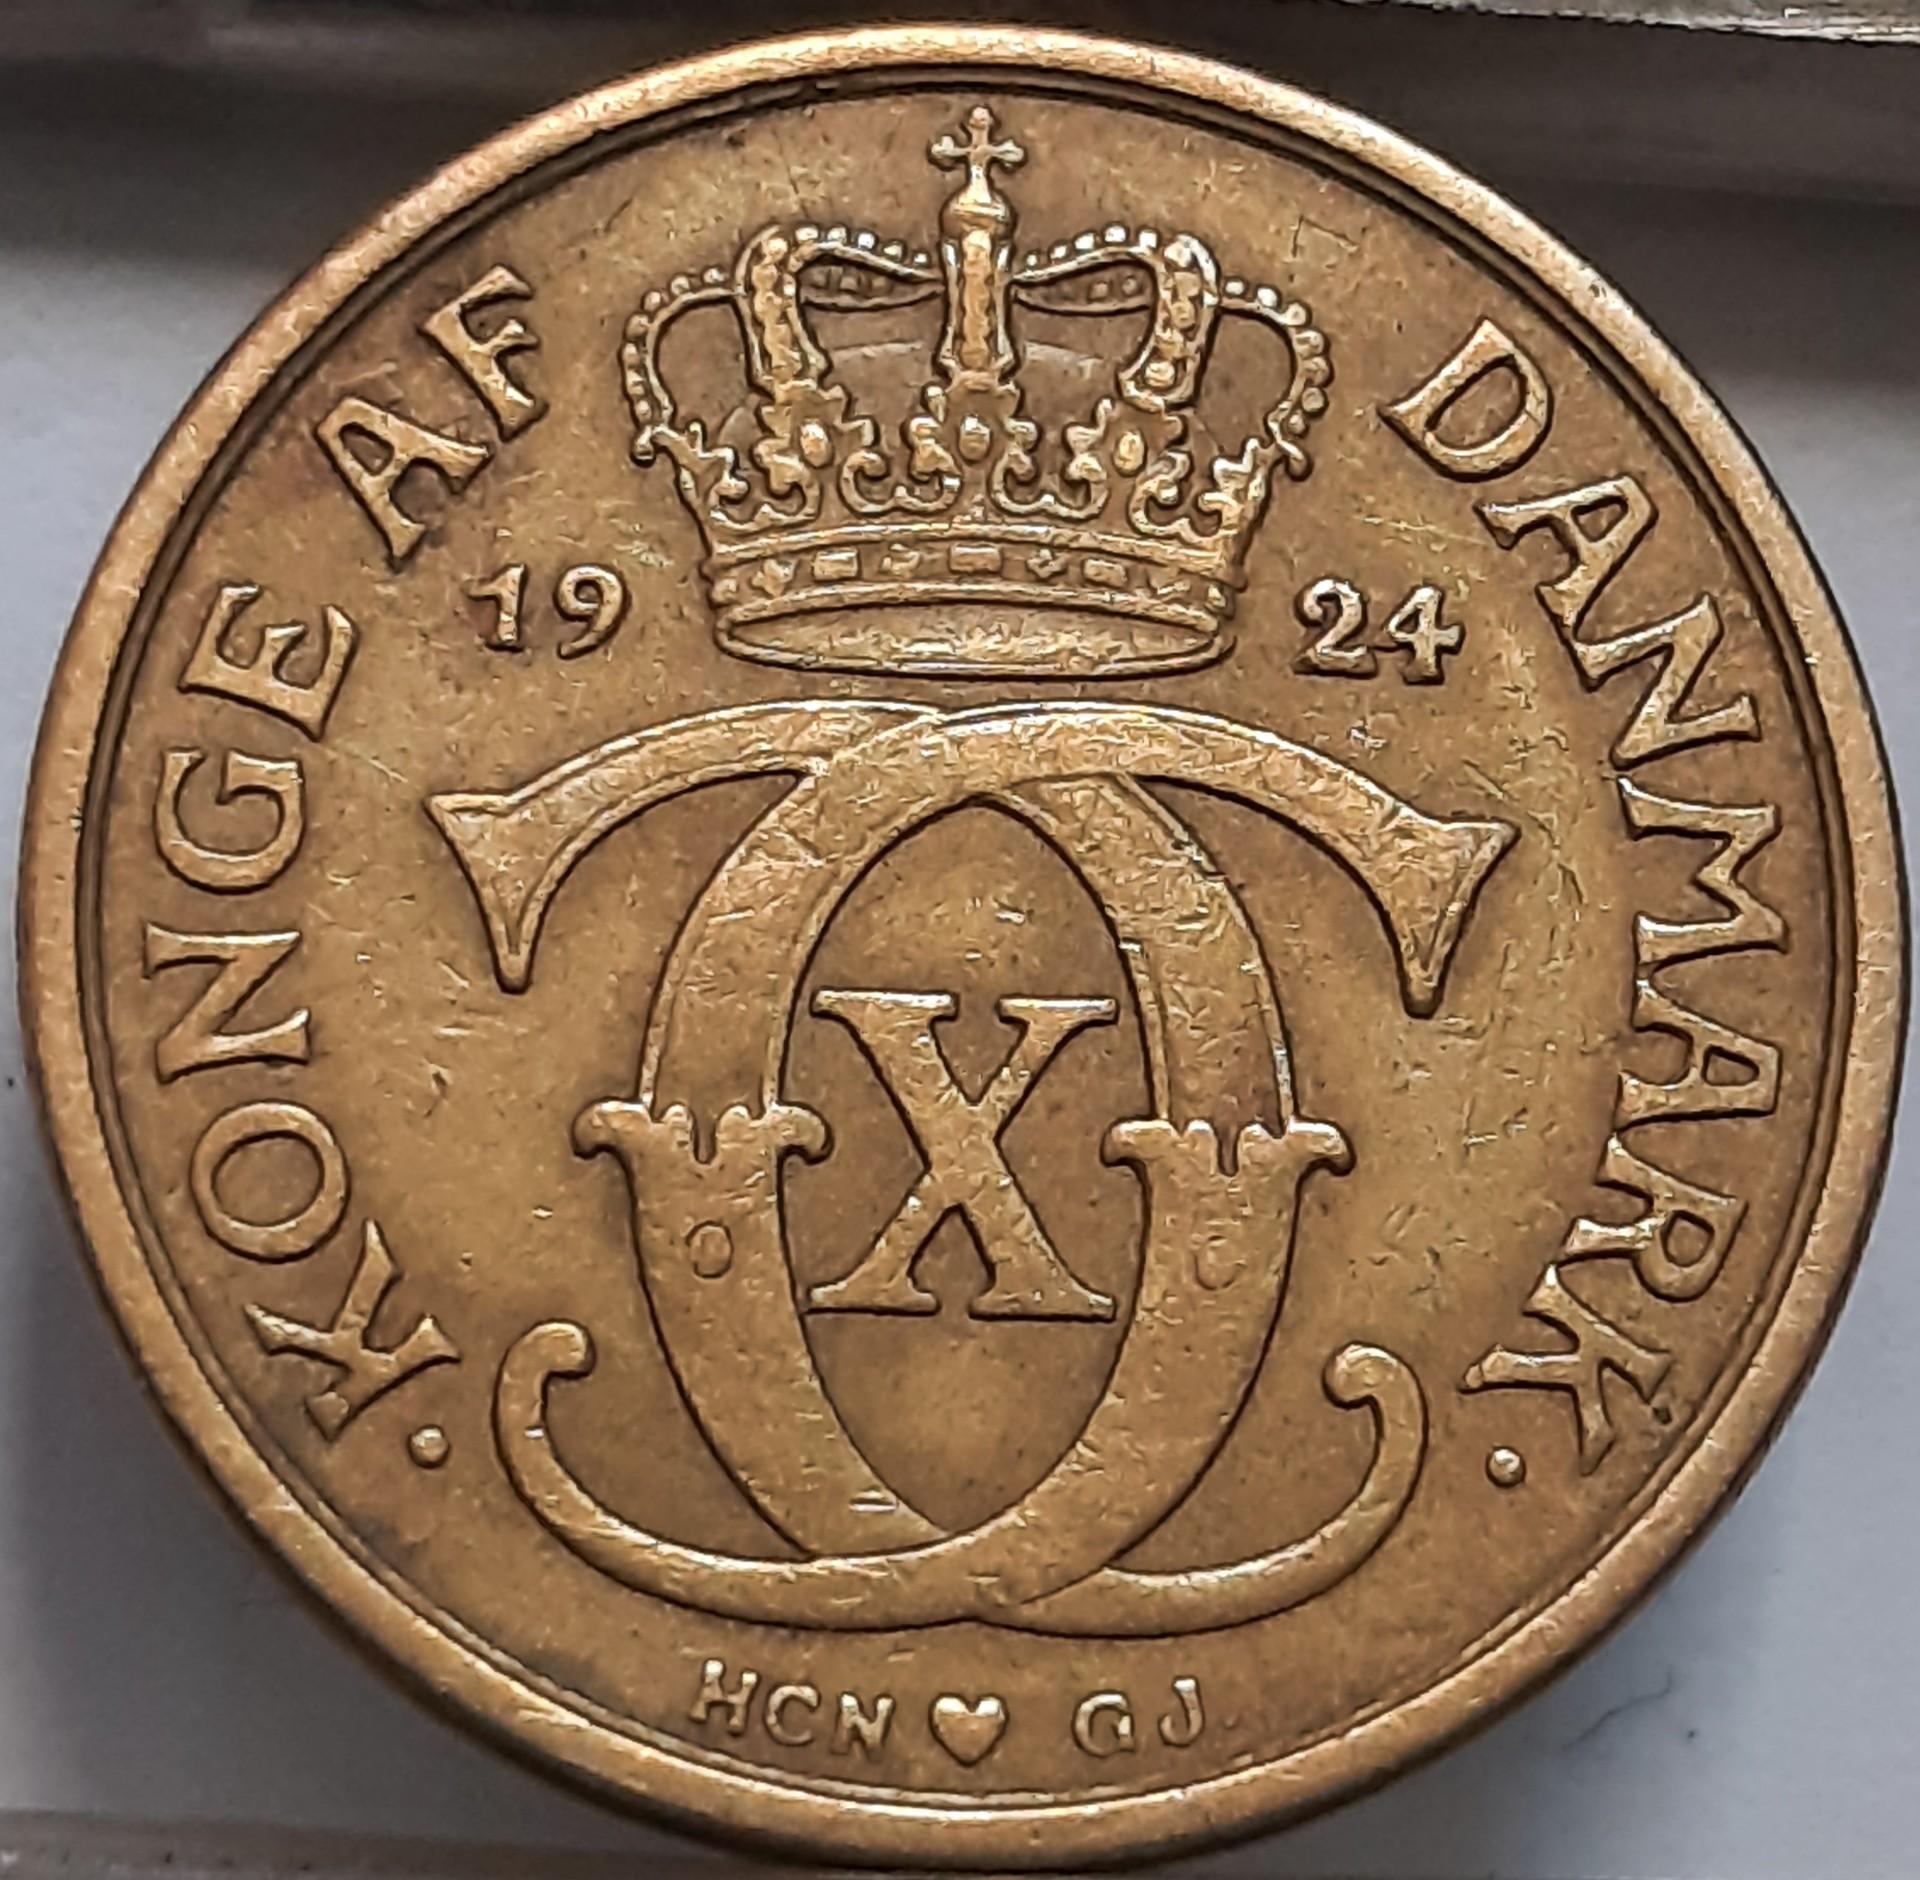 · KONGE AF DANMARK ·
19 24
X
HCN ♥ GJ